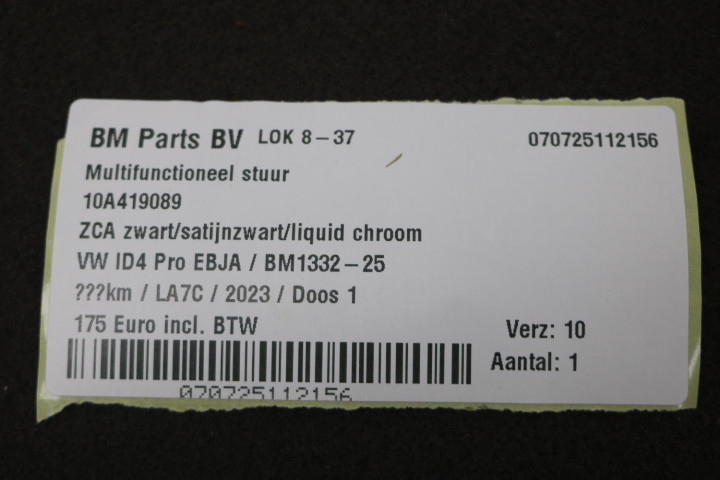 BM Parts BV LOK 8-37 070725112156
Multifunctioneel stuur
10A419089
ZCA zwart/satijnzwart/liquid chroom
VW ID4 Pro EBJA / BM1332-25
???km / LA7C / 2023 / Doos 1
175 Euro incl. BTW Verz: 10
Aantal: 1
070725112156